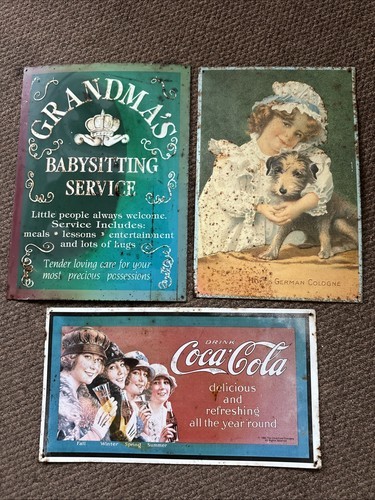 GRANDMA'S
BABYSITTING
SERVICE
Little people always welcome.
Service Includes:
meals • lessons • entertainment
and lots of hugs
Tender loving care for your
most precious possessions
GERMAN COLOGNE
DRINK
Coca-Cola
delicious
and
refreshing
all the year round
Fall Winter Spring Summer